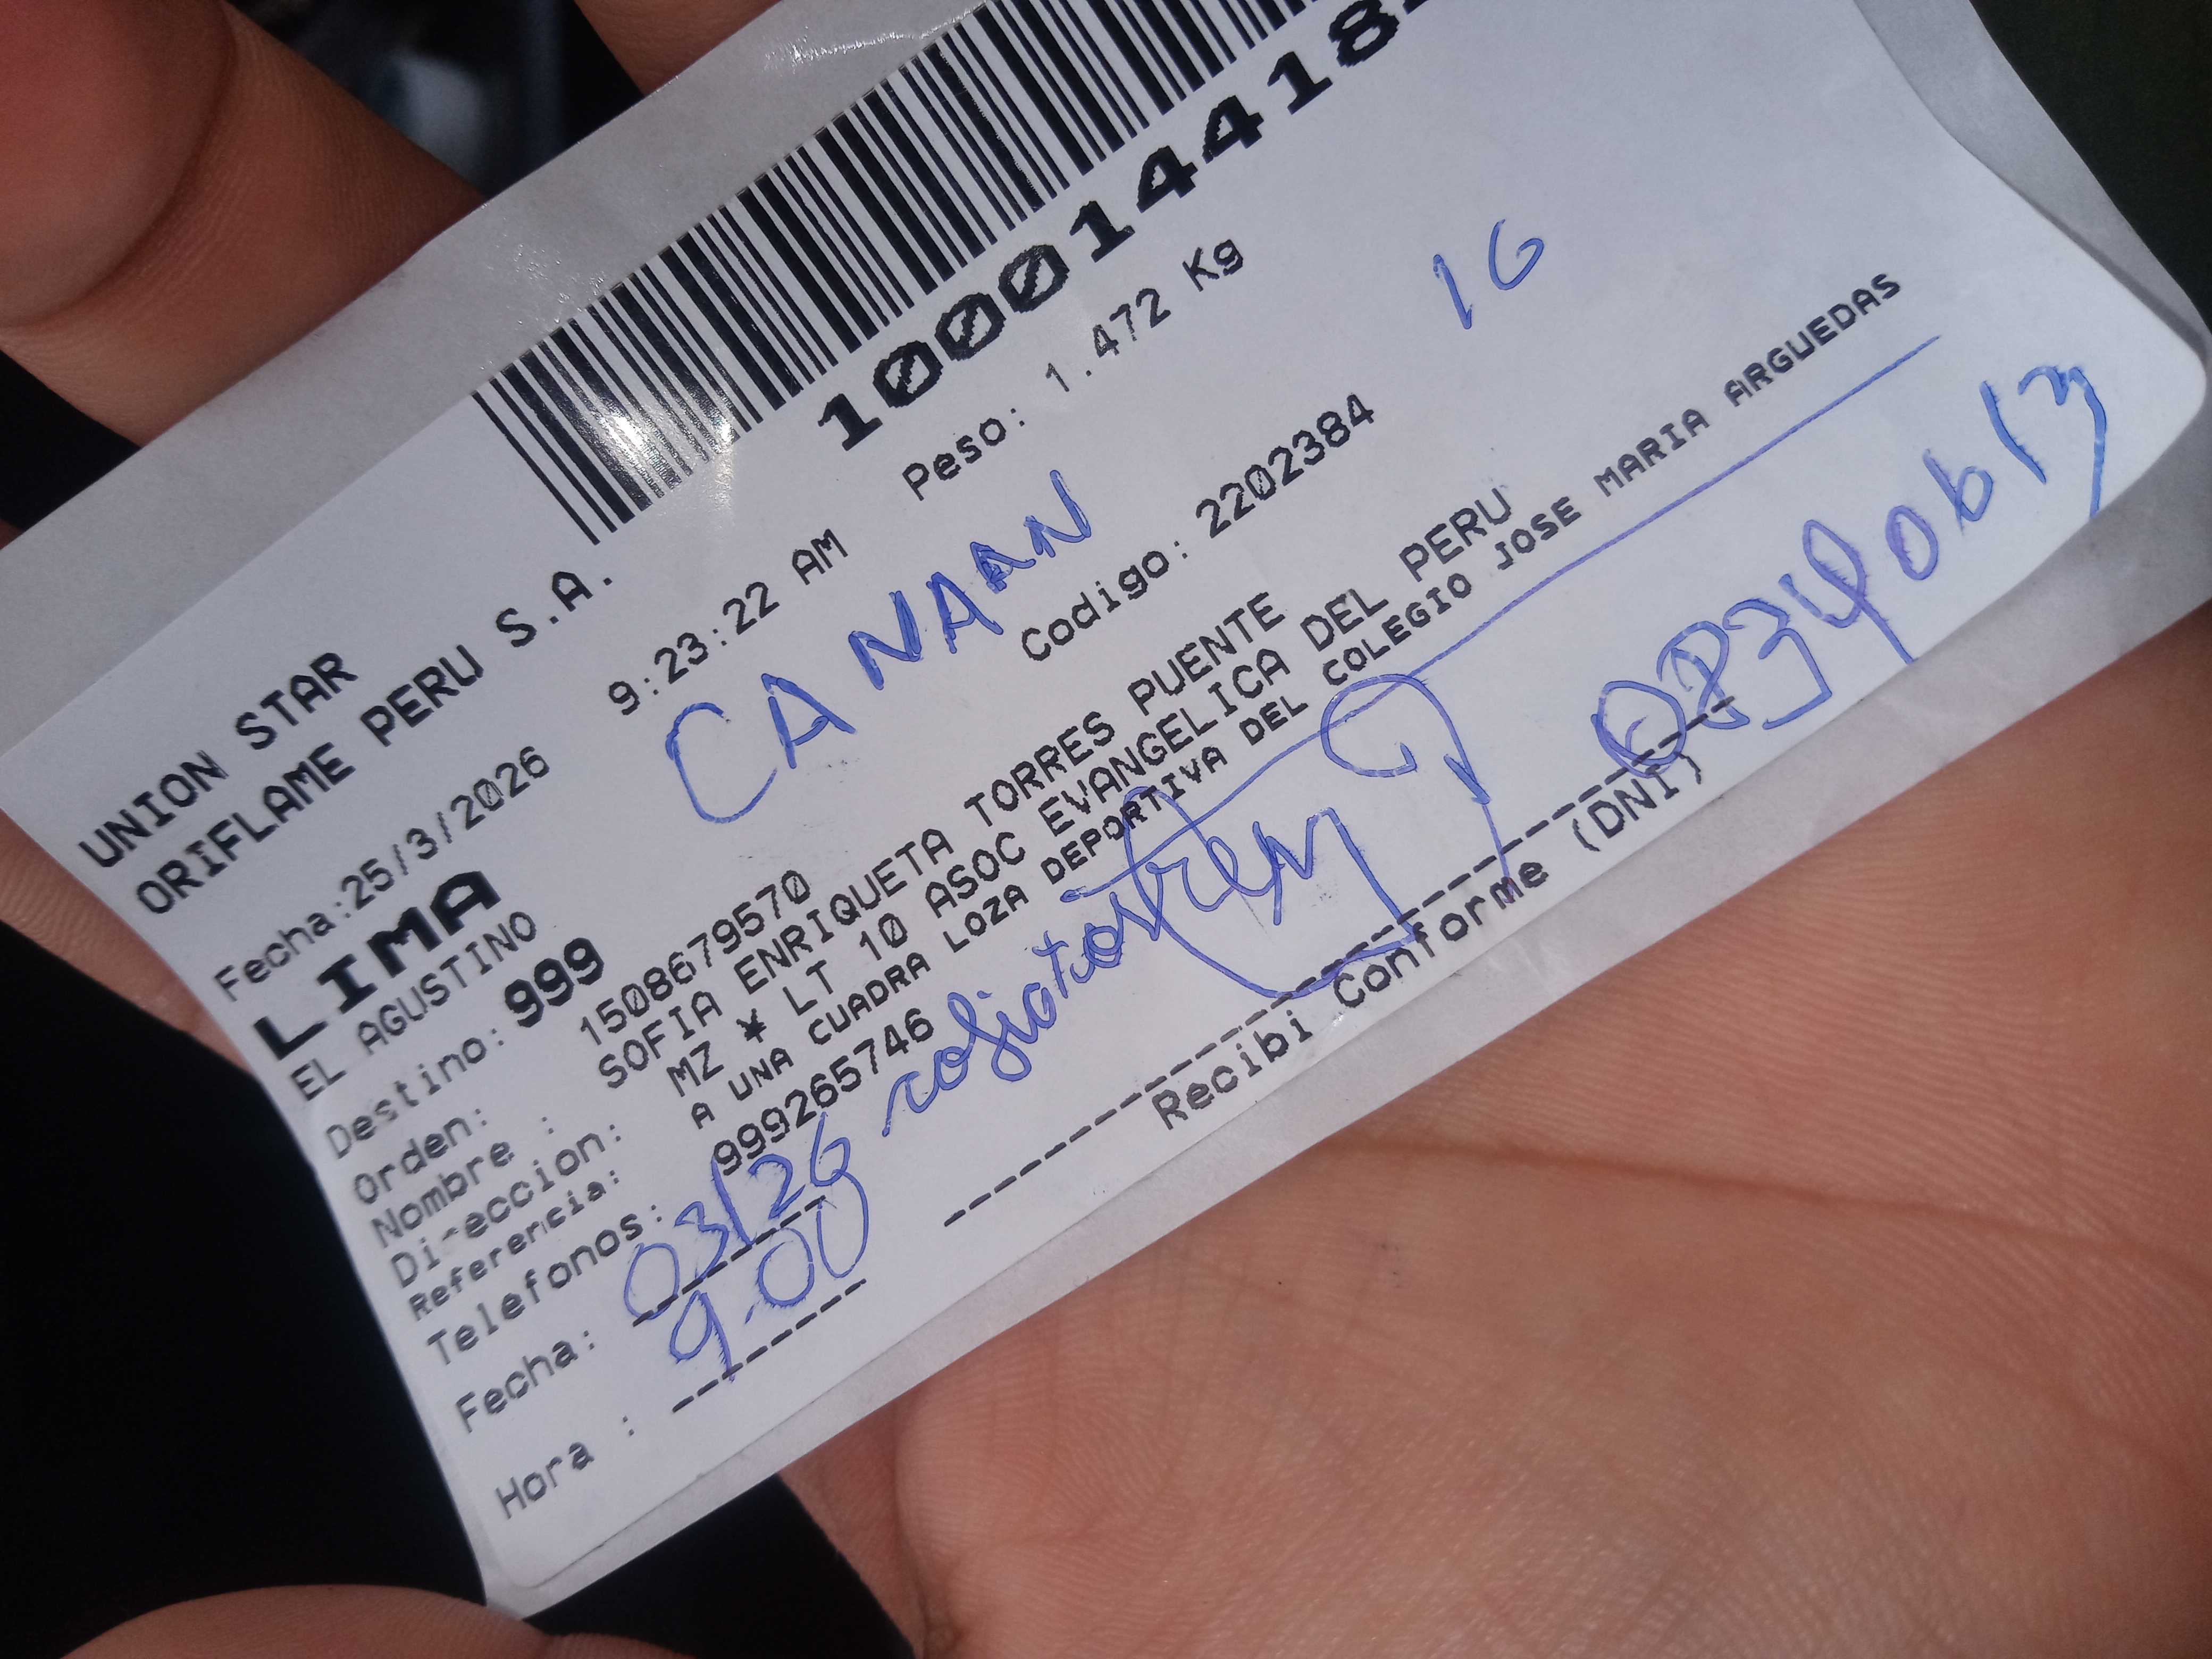 UNION STAR
ORIFLAME PERU S.A.
10001441
Fecha:25/3/2026 9:23:22 AM Peso: 1.472 Kg
LIMA
CANAAN
16
EL AGUSTINO
Destino: 999 Codigo: 2202384
Orden: 1508679570
Nombre : SOFIA ENRIQUETA TORRES PUENTE
Direccion: MZ ¥ LT 10 ASOC EVANGELICA DEL PERU
Referencia: A UNA CUADRA LOZA DEPORTIVA DEL COLEGIO JOSE MARIA ARGUEDAS
Telefonos: 999265746
Fecha: 03/26
Hora : 9.00
Recibi Conforme (DNI)